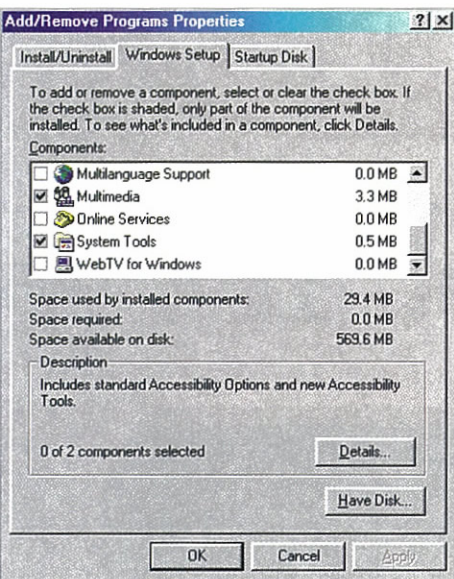 Add/Remove Programs Properties
Install/Uninstall Windows Setup Startup Disk
To add or remove a component, select or clear the check box. If
the check box is shaded, only part of the component will be
installed. To see what's included in a component, click Details.
Components:
Multilanguage Support 0.0 MB
Multimedia 3.3 MB
Online Services 0.0 MB
System Tools 0.5 MB
WebTV for Windows 0.0 MB
Space used by installed components: 29.4 MB
Space required: 0.0 MB
Space available on disk: 569.6 MB
Description
Includes standard Accessibility Options and new Accessibility
Tools.
0 of 2 components selected Details...
Have Disk...
OK Cancel Apply